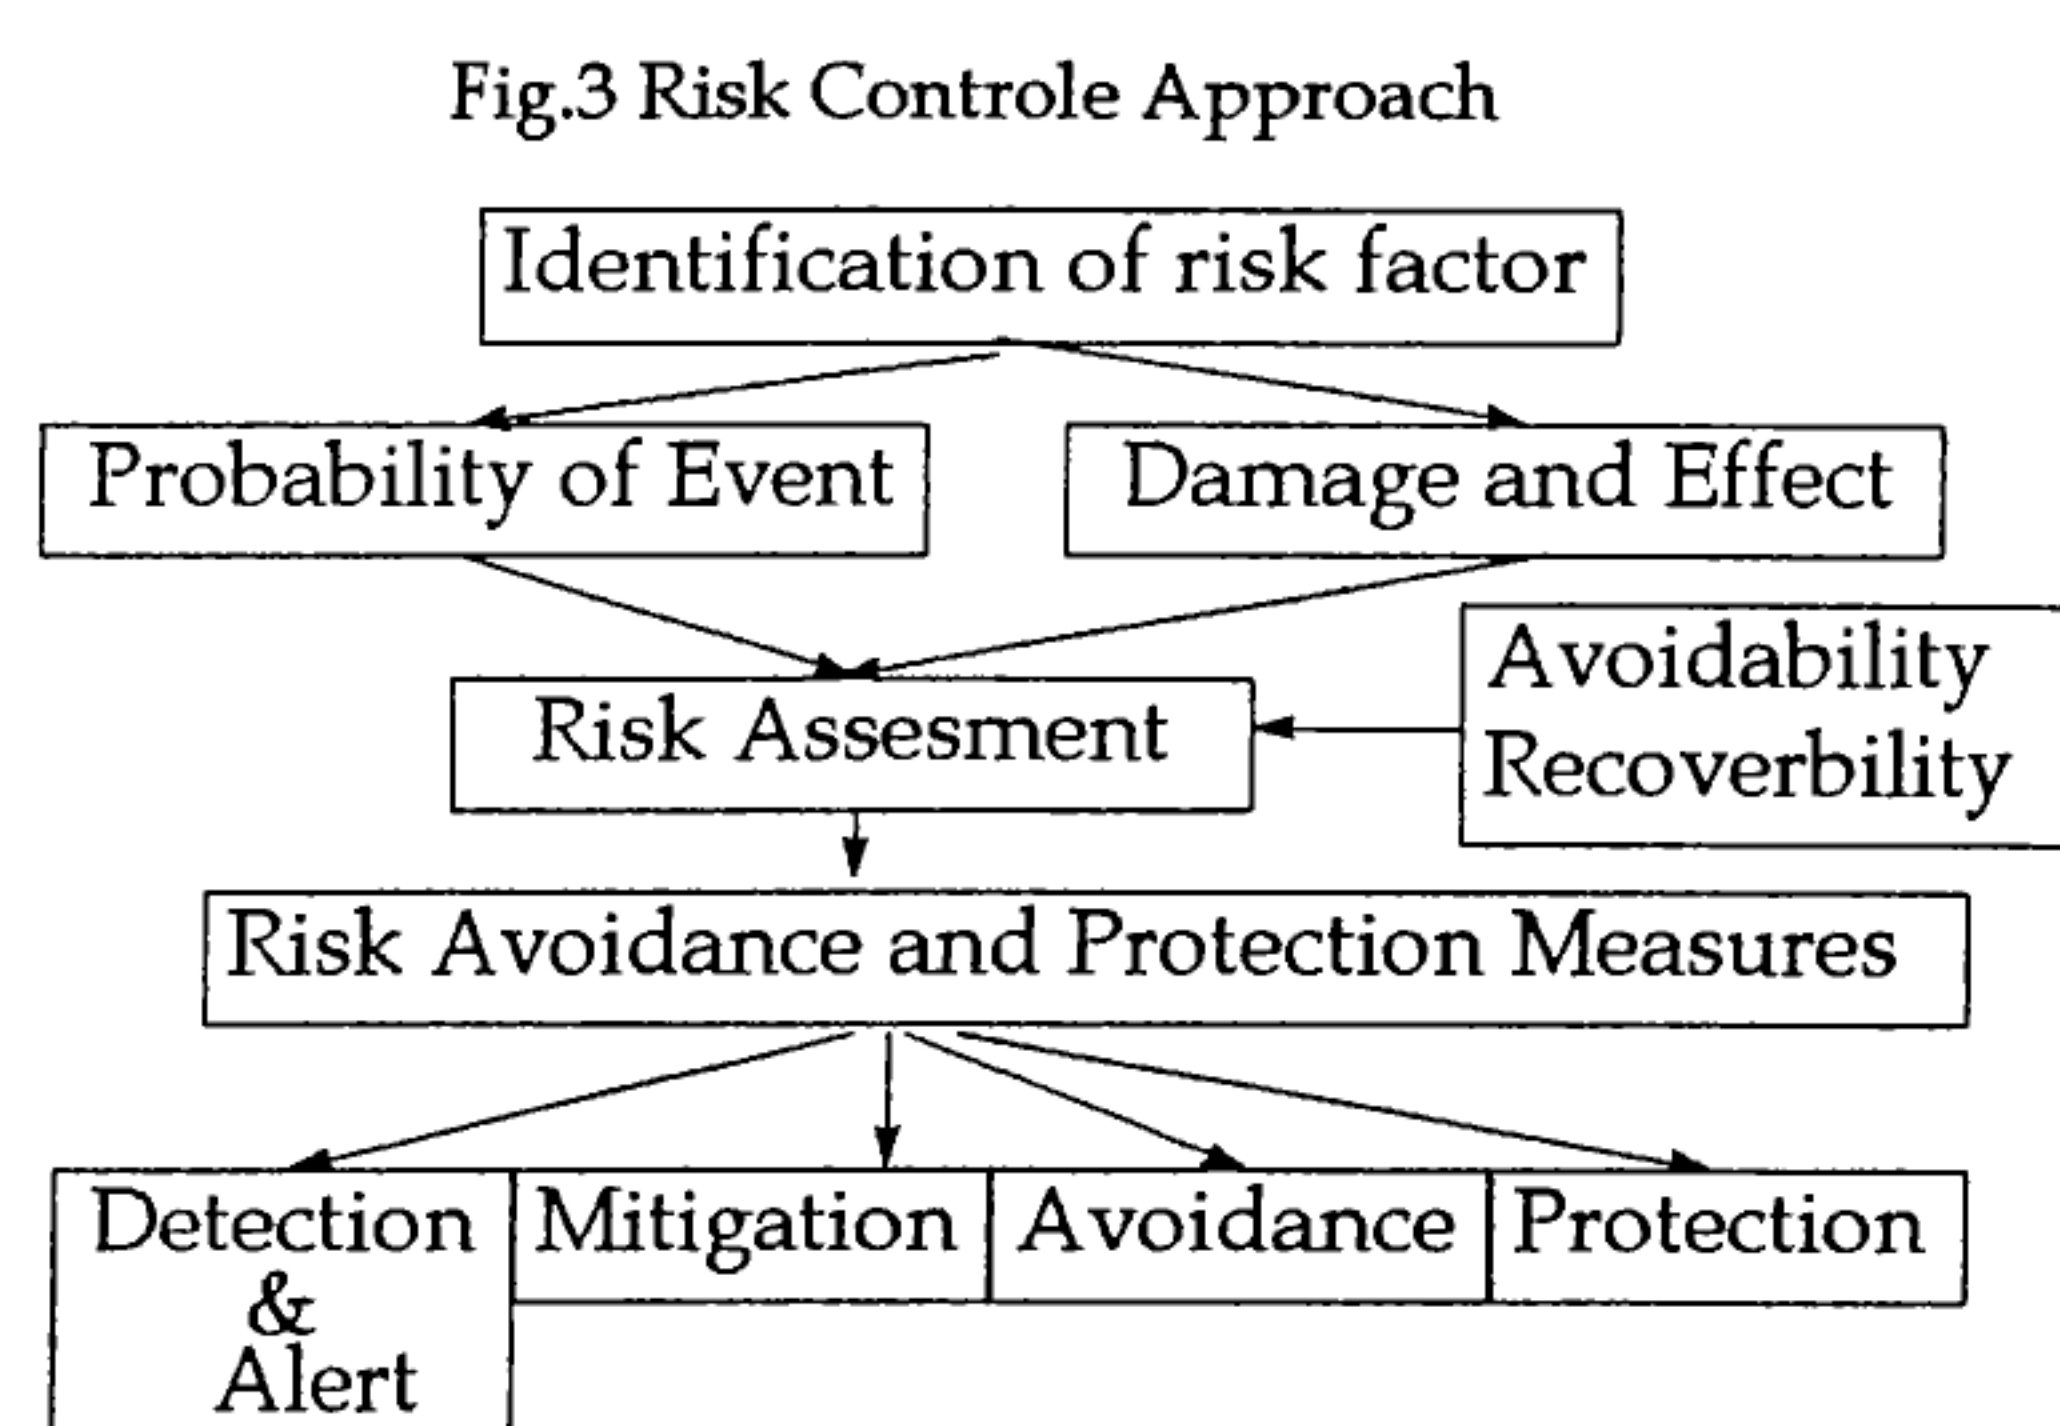 Fig.3 Risk Controle Approach
Identification of risk factor
Probability of Event
Damage and Effect
Risk Assesment
Avoidability
Recoverbility
Risk Avoidance and Protection Measures
Detection
&
Alert
Mitigation
Avoidance
Protection